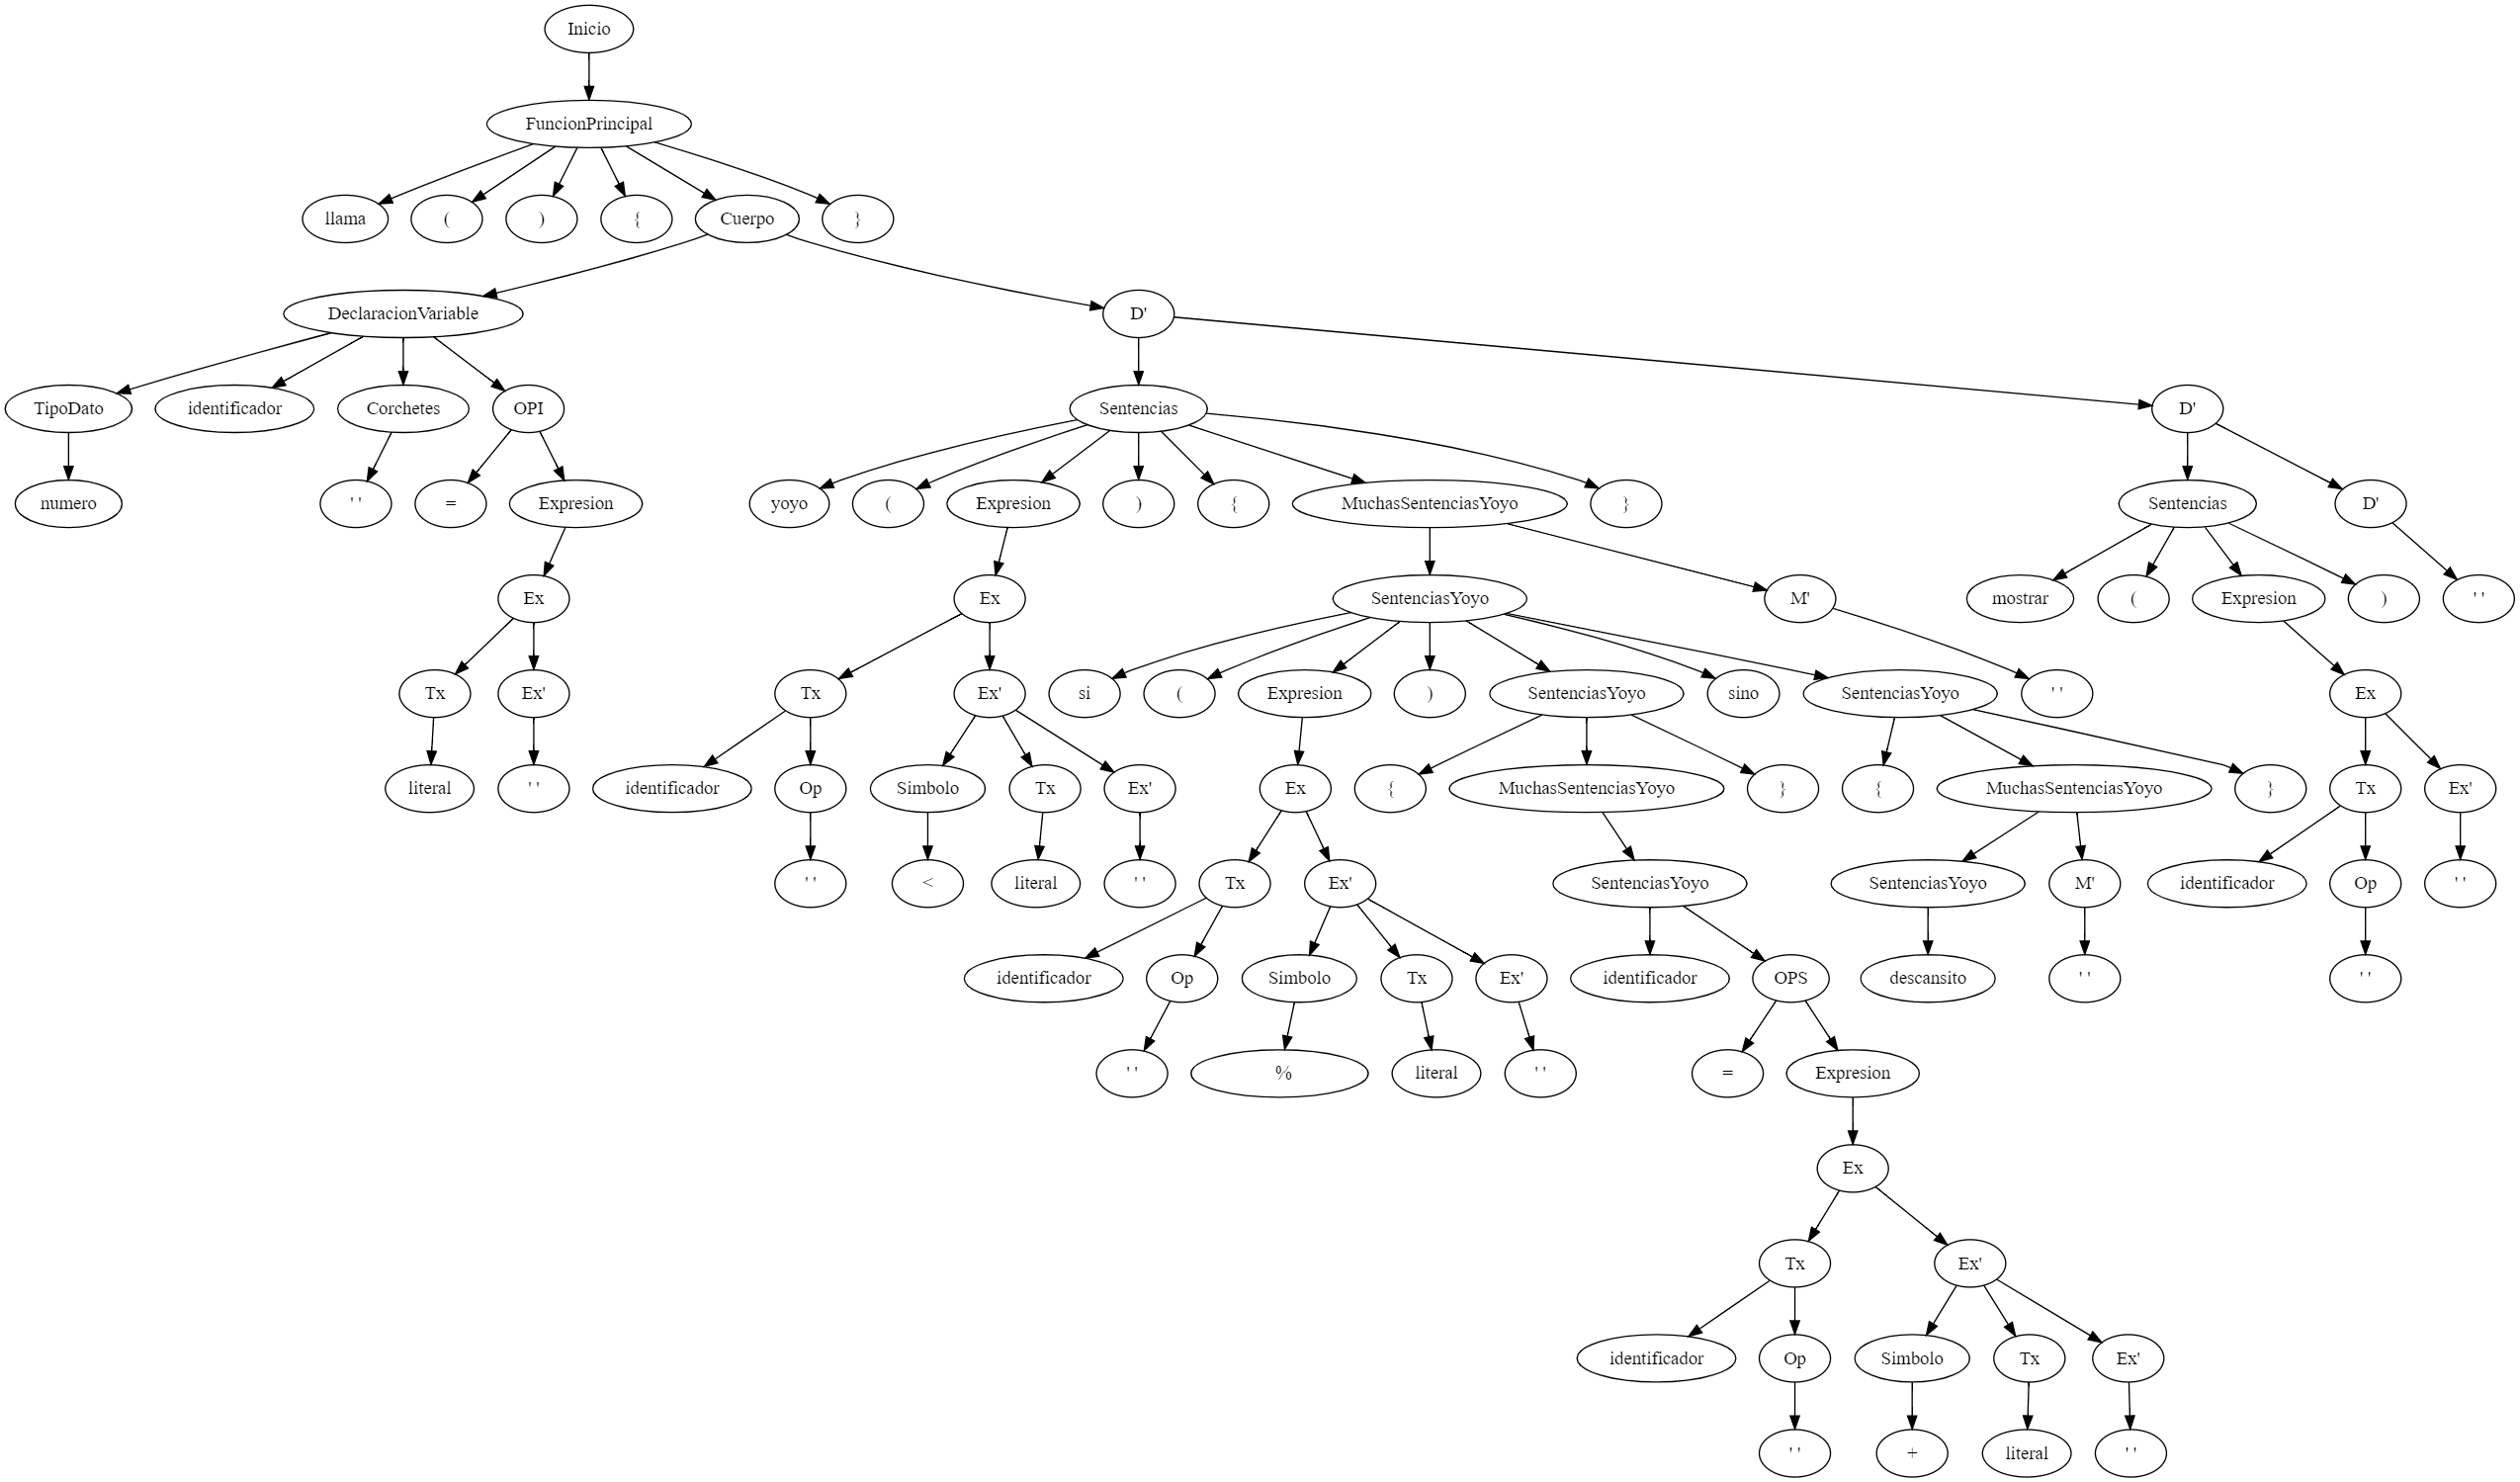 Inicio
FuncionPrincipal
llama ( ) { Cuerpo }
DeclaracionVariable D'
TipoDato identificador Corchetes OPI Sentencias D'
numero ' ' = Expresion yoyo ( Expresion ) { MuchasSentenciasYoyo } Sentencias D'
Ex Ex SentenciasYoyo M' mostrar ( Expresion ) ' '
Tx Ex' Tx Ex' si ( Expresion ) SentenciasYoyo sino SentenciasYoyo ' ' Ex
literal ' ' identificador Op Simbolo Tx Ex' Ex { MuchasSentenciasYoyo } { MuchasSentenciasYoyo } Tx Ex'
' ' < literal ' ' Tx Ex' SentenciasYoyo SentenciasYoyo M' identificador Op ' '
identificador Op Simbolo Tx Ex' identificador OPS descansito ' ' ' '
' ' % literal ' ' = Expresion
Ex
Tx Ex'
identificador Op Simbolo Tx Ex'
' ' + literal ' '